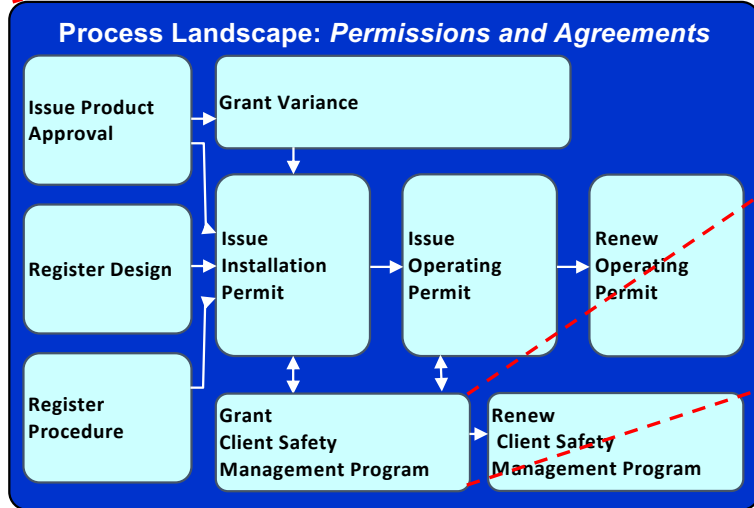 Process Landscape: Permissions and Agreements
Issue Product
Approval
Grant Variance
Register Design
Issue
Installation
Permit
Issue
Operating
Permit
Renew
Operating
Permit
Register
Procedure
Grant
Client Safety
Management Program
Renew
Client Safety
Management Program